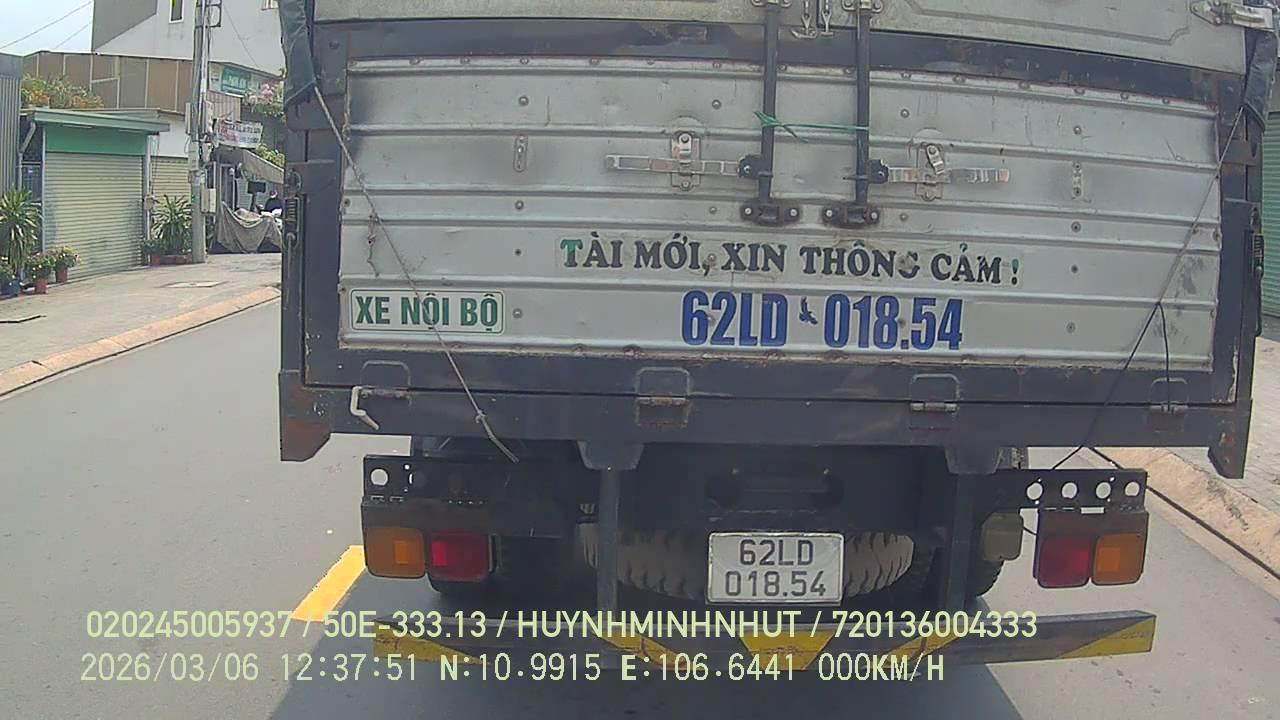 TÀI MỚI, XIN THÔNG CẢM !
XE NỘI BỘ
62LD 018.54
62LD
018.54
020245005937 / 50E-333.13 / HUYNHMINHNHUT / 720136004333
2026/03/06 12:37:51 N:10.9915 E:106.6441 000KM/H